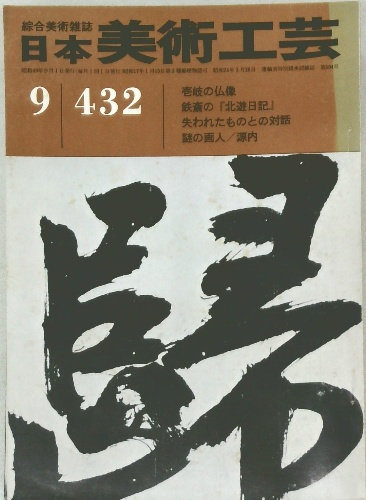 綜合美術雑誌
日本美術工芸
9 432
壱岐の仏像
鉄斎の『北遊日記』
失われたものとの対話
謎の画人／源内
歸